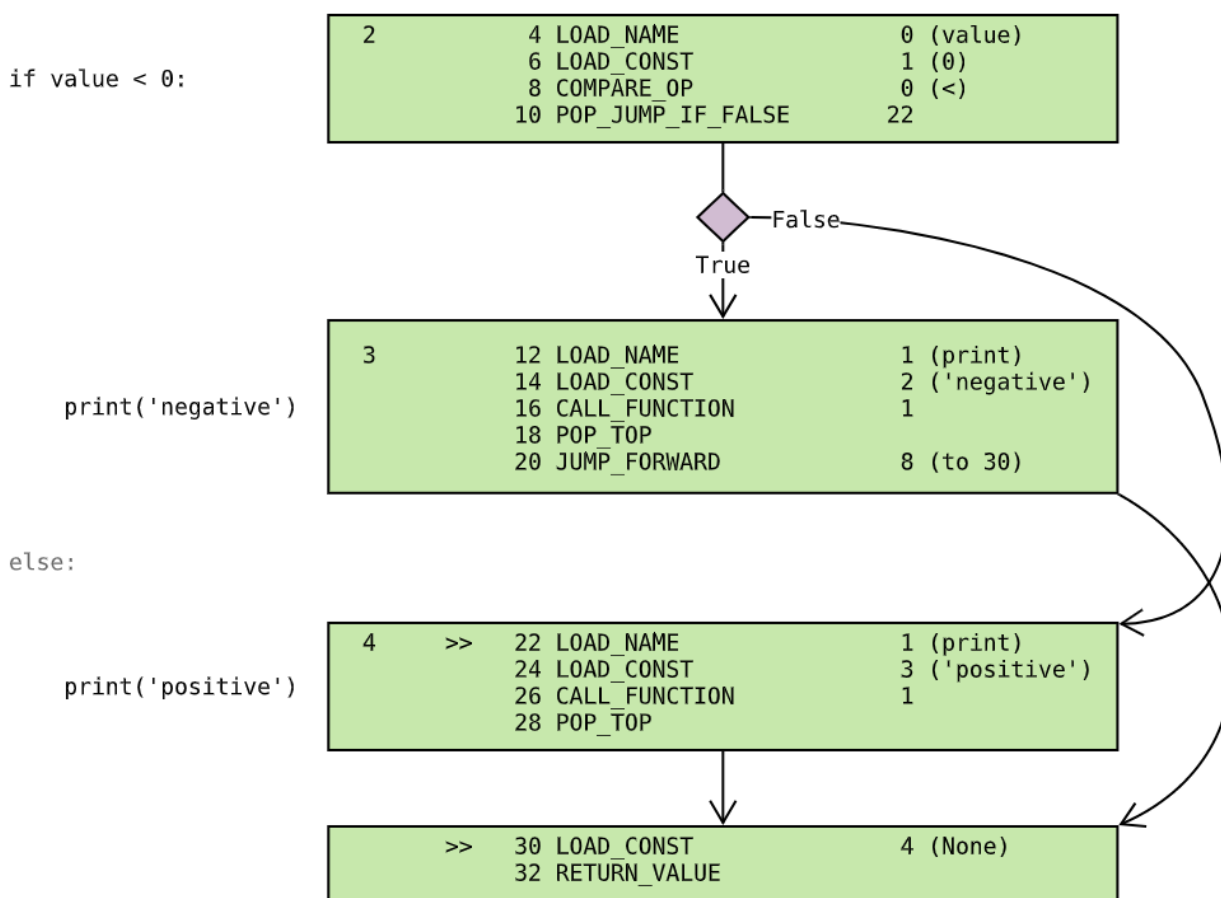 2 4 LOAD_NAME 0 (value)
6 LOAD_CONST 1 (0)
if value < 0:
8 COMPARE_OP 0 (<)
10 POP_JUMP_IF_FALSE 22
False
True
3 12 LOAD_NAME 1 (print)
14 LOAD_CONST 2 ('negative')
print('negative')
16 CALL_FUNCTION 1
18 POP_TOP
20 JUMP_FORWARD 8 (to 30)
else:
4 >> 22 LOAD_NAME 1 (print)
24 LOAD_CONST 3 ('positive')
print('positive')
26 CALL_FUNCTION 1
28 POP_TOP
>> 30 LOAD_CONST 4 (None)
32 RETURN_VALUE